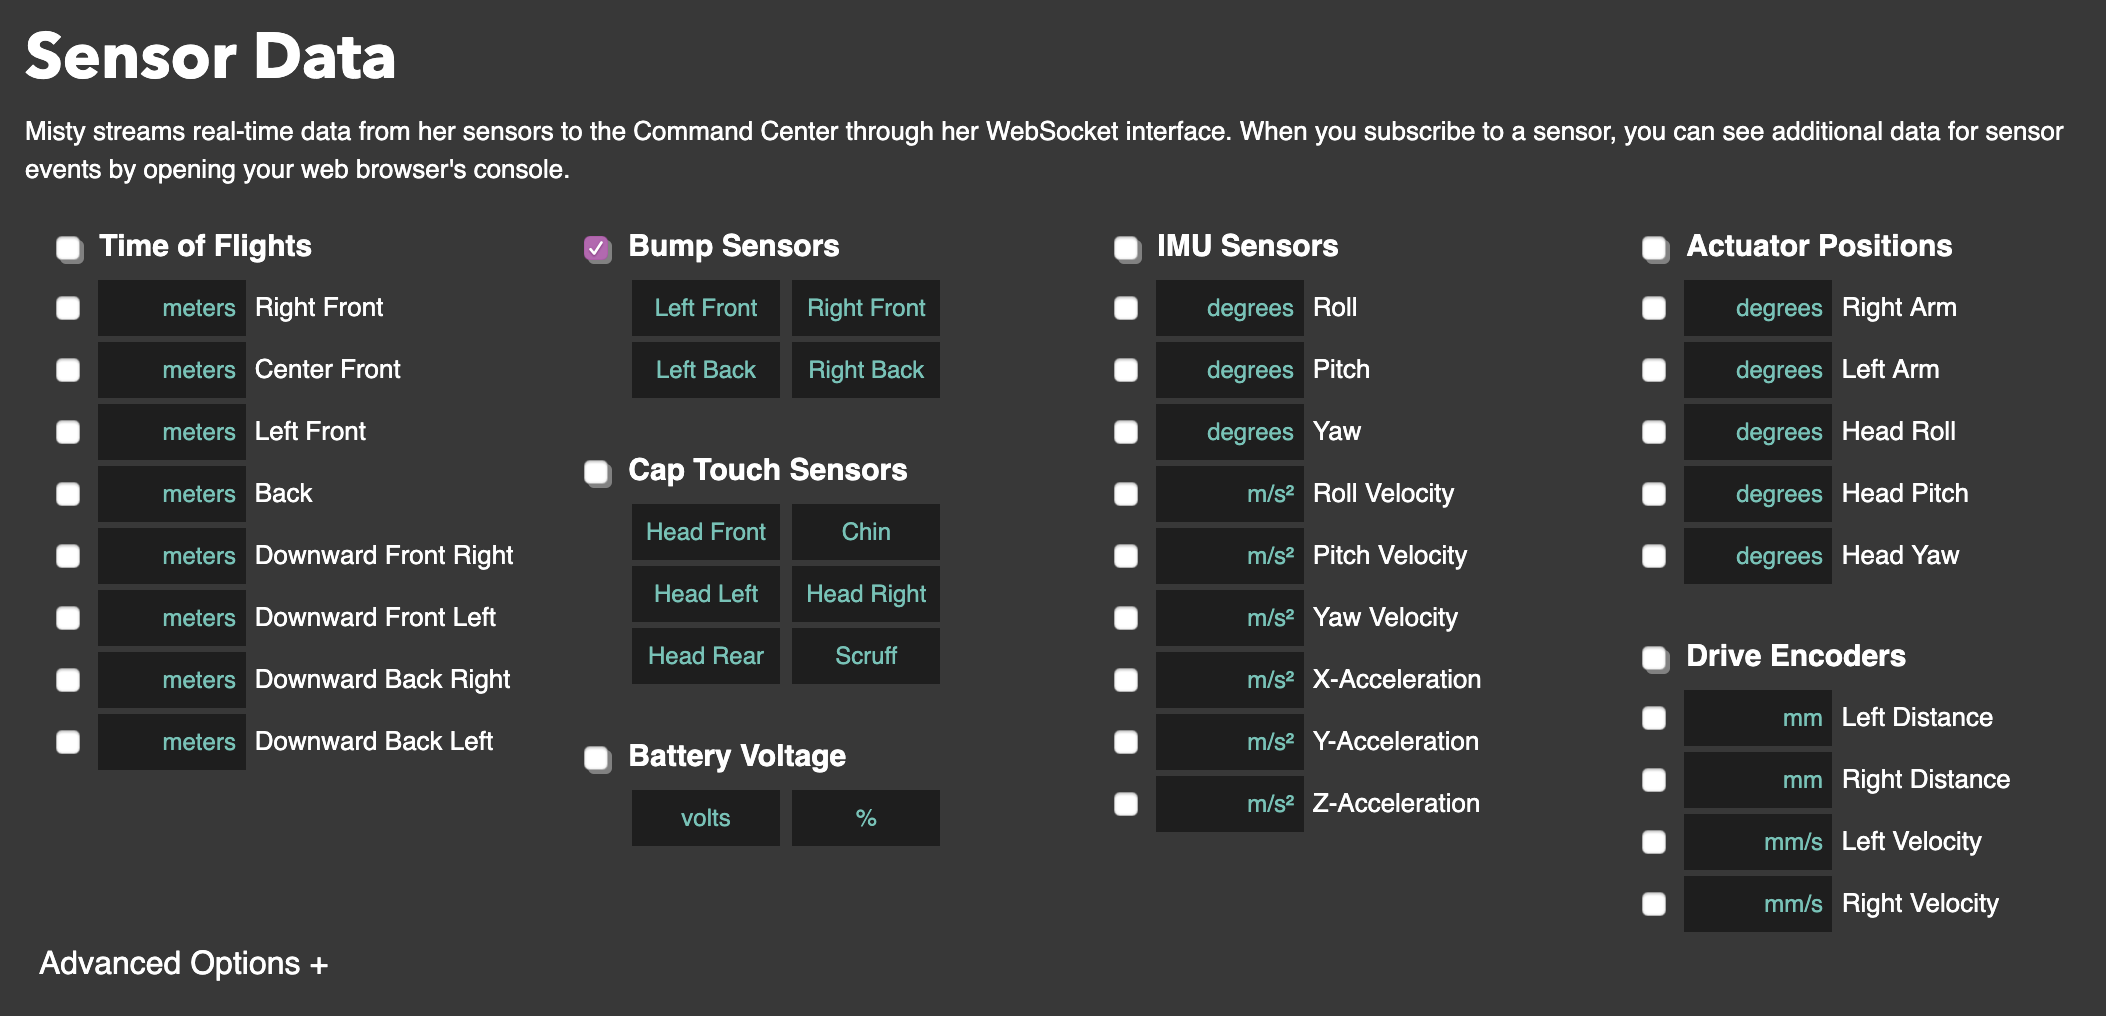 Sensor Data
Misty streams real-time data from her sensors to the Command Center through her WebSocket interface. When you subscribe to a sensor, you can see additional data for sensor
events by opening your web browser's console.
Time of Flights
meters Right Front
meters Center Front
meters Left Front
meters Back
meters Downward Front Right
meters Downward Front Left
meters Downward Back Right
meters Downward Back Left
Bump Sensors
Left Front Right Front
Left Back Right Back
Cap Touch Sensors
Head Front Chin
Head Left Head Right
Head Rear Scruff
Battery Voltage
volts %
IMU Sensors
degrees Roll
degrees Pitch
degrees Yaw
m/s² Roll Velocity
m/s² Pitch Velocity
m/s² Yaw Velocity
m/s² X-Acceleration
m/s² Y-Acceleration
m/s² Z-Acceleration
Actuator Positions
degrees Right Arm
degrees Left Arm
degrees Head Roll
degrees Head Pitch
degrees Head Yaw
Drive Encoders
mm Left Distance
mm Right Distance
mm/s Left Velocity
mm/s Right Velocity
Advanced Options +